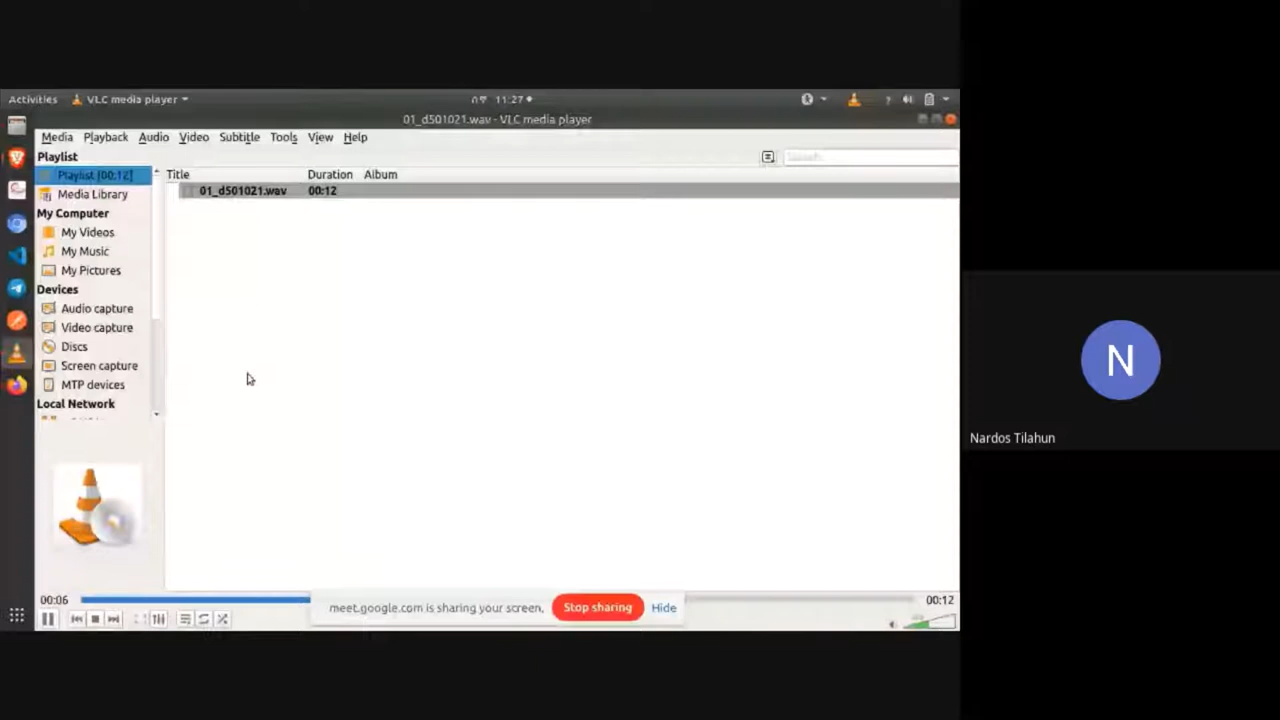 Activities VLC media player 11:27
01_d501021.wav - VLC media player
Media Playback Audio Video Subtitle Tools View Help
Playlist
Playlist [00:12]
Media Library
My Computer
My Videos
My Music
My Pictures
Devices
Audio capture
Video capture
Discs
Screen capture
MTP devices
Local Network
Title Duration Album
01_d501021.wav 00:12
00:06
meet.google.com is sharing your screen.
Stop sharing
Hide
00:12
N
Nardos Tilahun